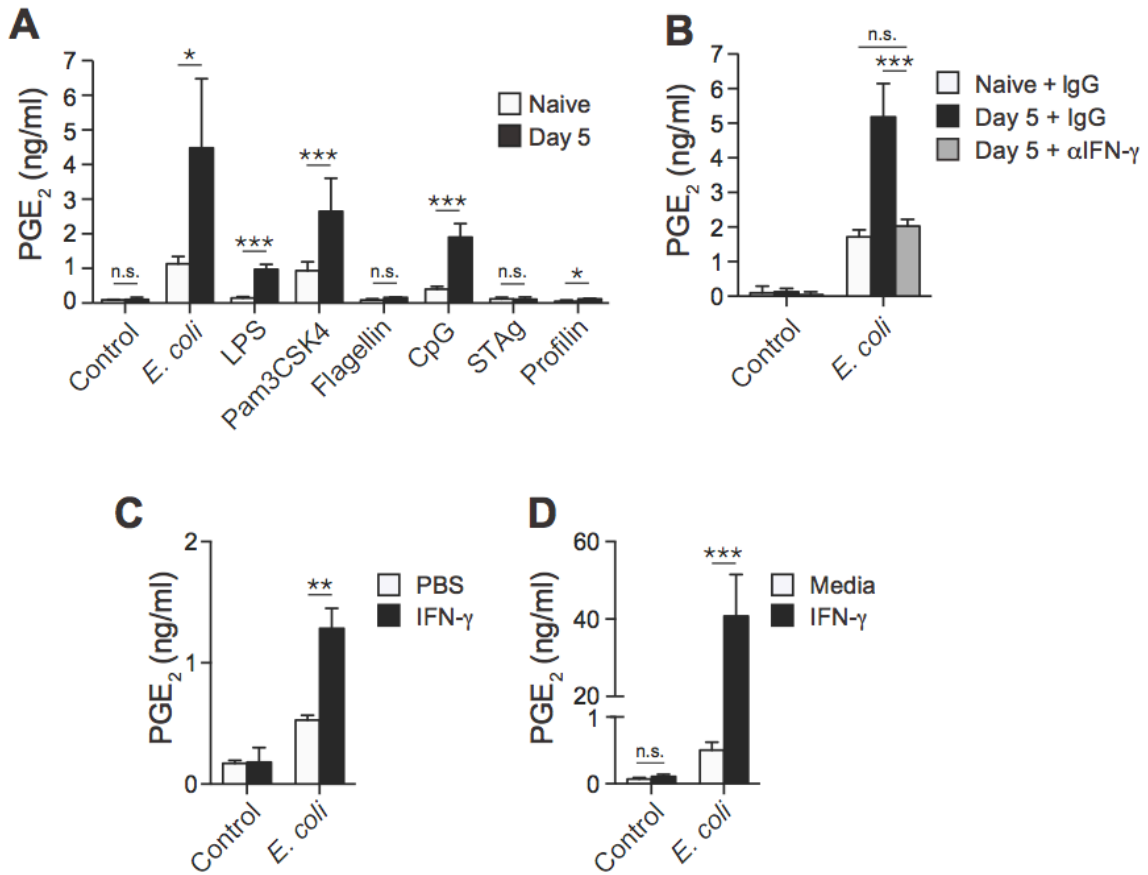 A
PGE2 (ng/ml)
7
6
5
4
3
2
1
0
n.s.
*
***
***
n.s.
***
n.s.
*
Naive
Day 5
Control
E. coli
LPS
Pam3CSK4
Flagellin
CpG
STAg
Profilin
B
PGE2 (ng/ml)
7
6
5
4
3
2
1
0
n.s.
***
Naive + IgG
Day 5 + IgG
Day 5 + αIFN-γ
Control
E. coli
C
PGE2 (ng/ml)
2
1
0
**
PBS
IFN-γ
Control
E. coli
D
PGE2 (ng/ml)
60
40
20
1
0
n.s.
***
Media
IFN-γ
Control
E. coli